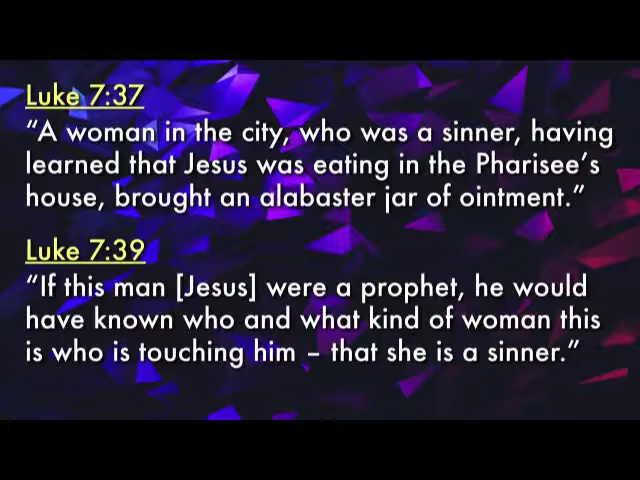 Luke 7:37
“A woman in the city, who was a sinner, having
learned that Jesus was eating in the Pharisee’s
house, brought an alabaster jar of ointment.”
Luke 7:39
“If this man [Jesus] were a prophet, he would
have known who and what kind of woman this
is who is touching him – that she is a sinner.”